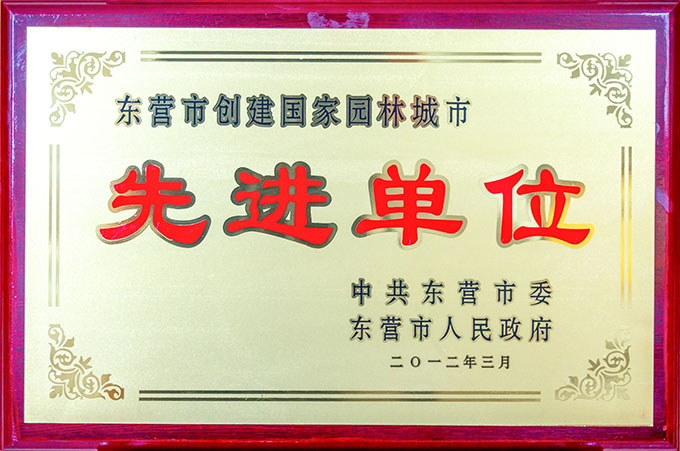 东营市创建国家园林城市
先进单位
中共东营市委
东营市人民政府
二〇一二年三月